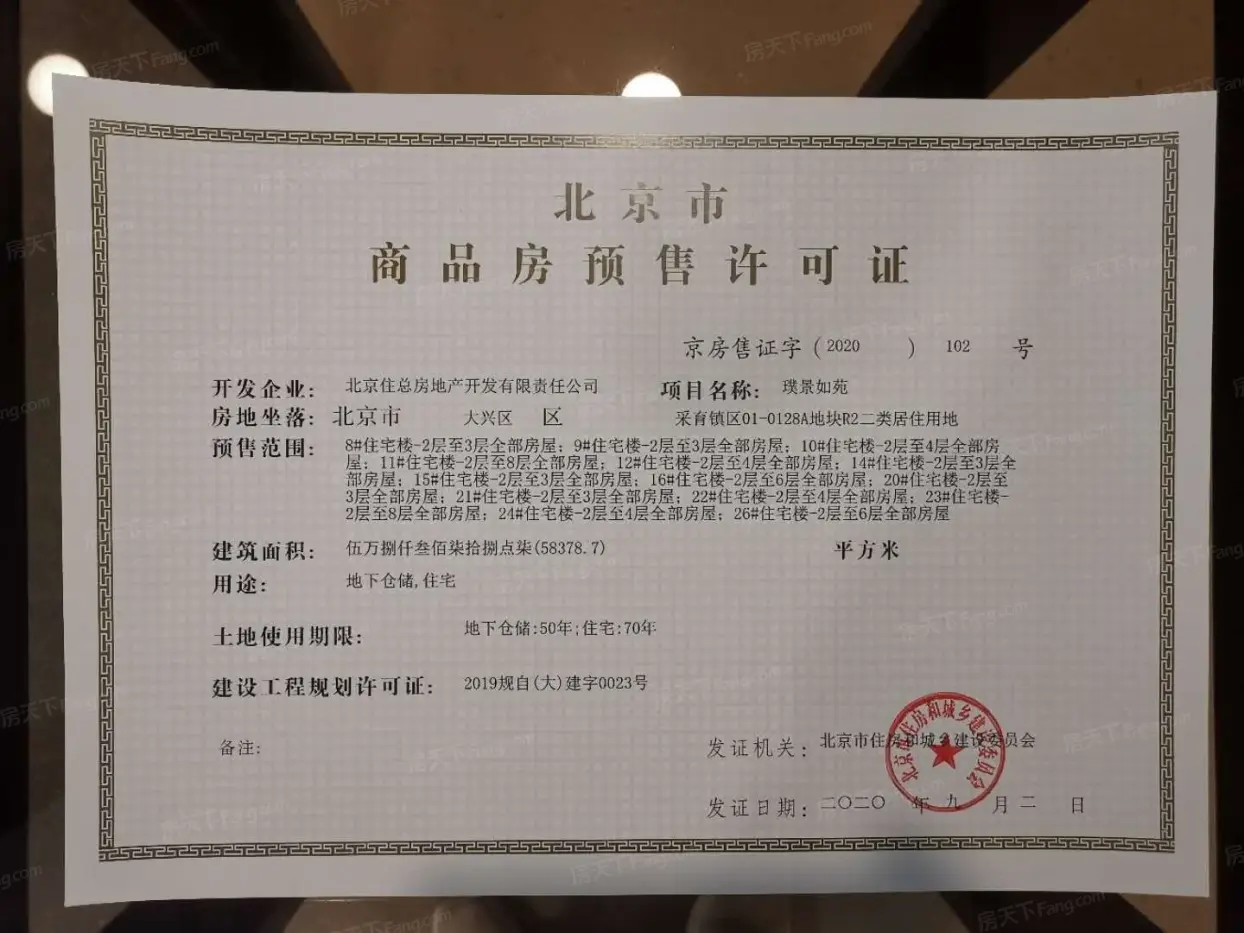 北京市
商品房预售许可证
京房售证字(2020)102号
开发企业: 北京住总房地产开发有限责任公司 项目名称: 璞景如苑
房地坐落: 北京市 大兴区 区 采育镇区01-0128A地块R2二类居住用地
预售范围: 8#住宅楼-2层至3层全部房屋; 9#住宅楼-2层至3层全部房屋; 10#住宅楼-2层至4层全部房
屋; 11#住宅楼-2层至8层全部房屋; 12#住宅楼-2层至4层全部房屋; 14#住宅楼-2层至3层全
部房屋; 15#住宅楼-2层至3层全部房屋; 16#住宅楼-2层至6层全部房屋; 20#住宅楼-2层至
3层全部房屋; 21#住宅楼-2层至3层全部房屋; 22#住宅楼-2层至4层全部房屋; 23#住宅楼-
2层至8层全部房屋; 24#住宅楼-2层至4层全部房屋; 26#住宅楼-2层至6层全部房屋
建筑面积: 伍万捌仟叁佰柒拾捌点柒(58378.7) 平方米
用途: 地下仓储,住宅
土地使用期限: 地下仓储:50年;住宅:70年
建设工程规划许可证: 2019规自(大)建字0023号
备注:
发证机关: 北京市住房和城乡建设委员会
北京市住房和城乡建设委员会
发证日期: 二〇二〇年九月二日
房天下Fang.com